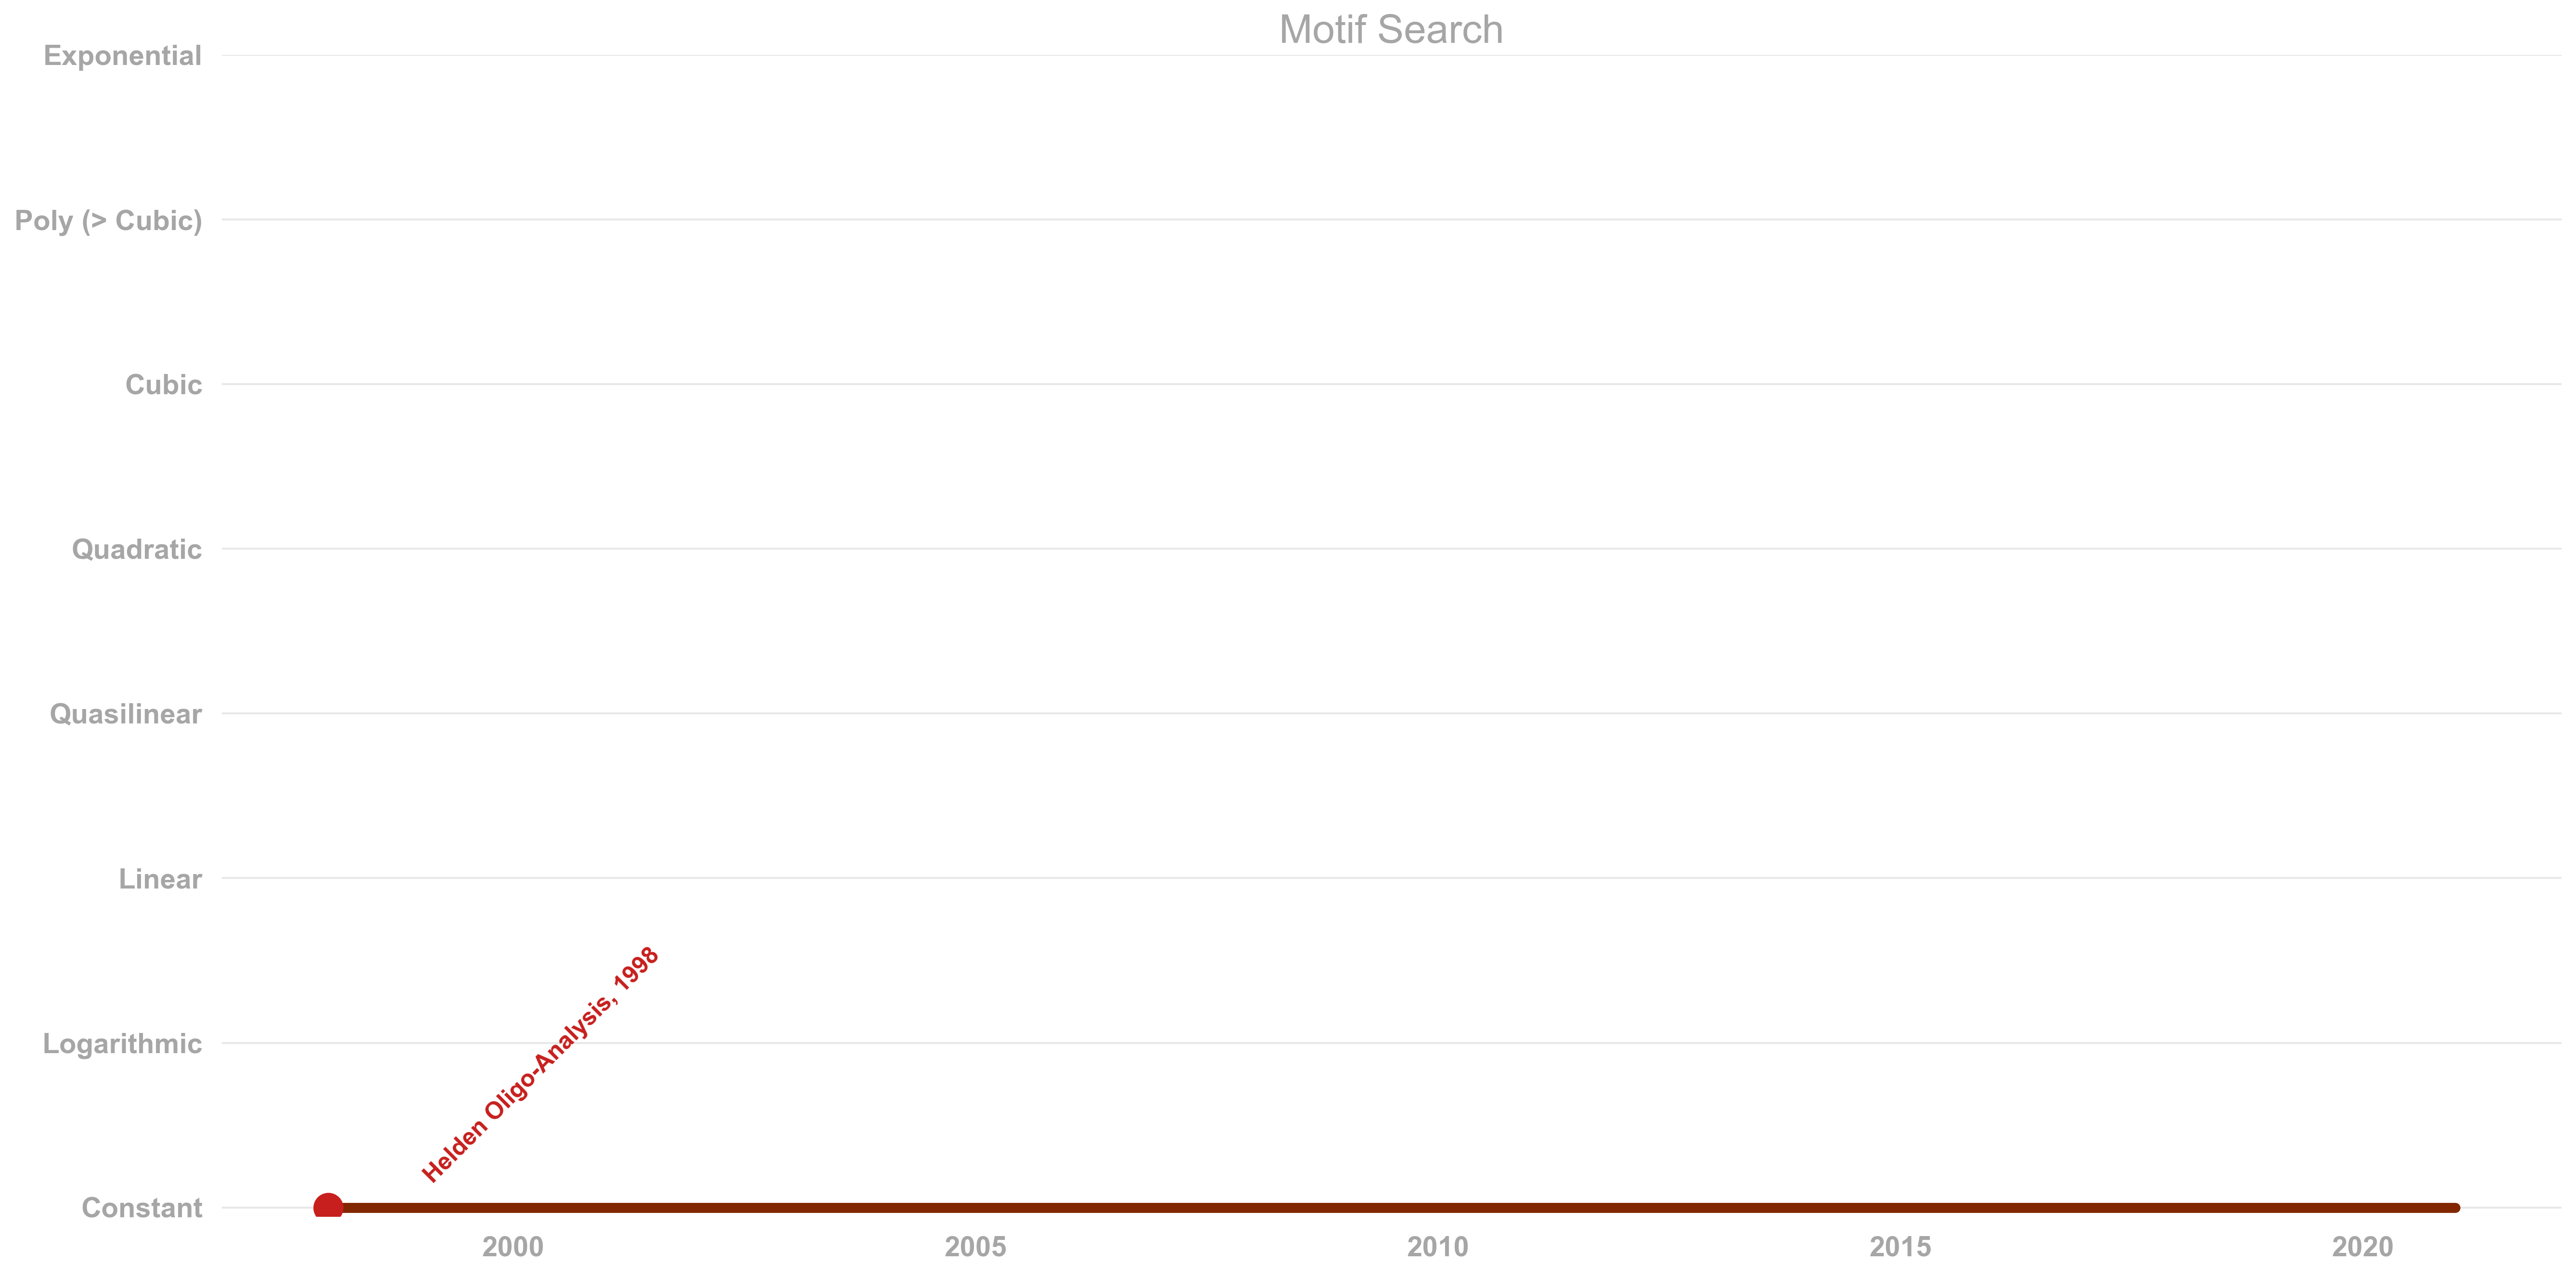 Motif Search
Exponential
Poly (> Cubic)
Cubic
Quadratic
Quasilinear
Linear
Logarithmic
Constant
Helden Oligo-Analysis, 1998
2000
2005
2010
2015
2020